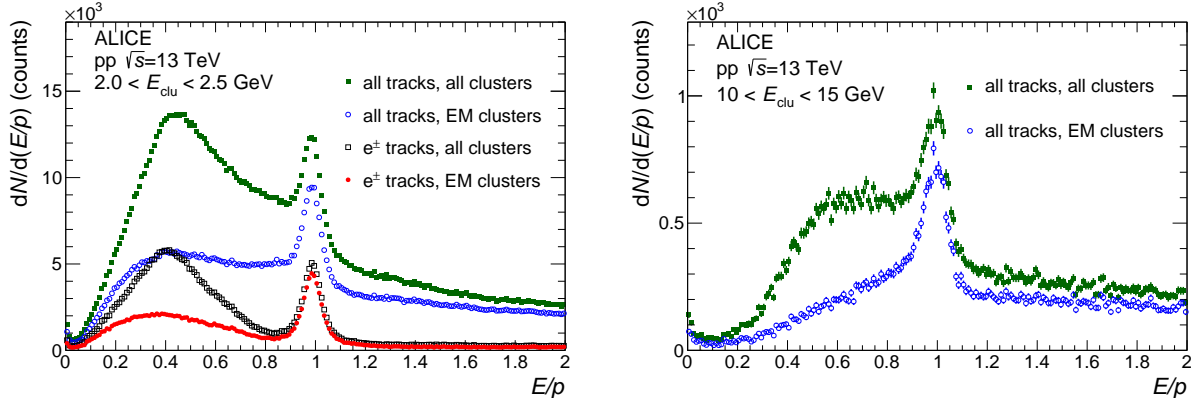 ×10³
dN/d(E/p) (counts)
ALICE
pp √s=13 TeV
2.0 < E_clu < 2.5 GeV
all tracks, all clusters
all tracks, EM clusters
e± tracks, all clusters
e± tracks, EM clusters
15
10
5
0
0 0.2 0.4 0.6 0.8 1 1.2 1.4 1.6 1.8 2
E/p
×10³
dN/d(E/p) (counts)
ALICE
pp √s=13 TeV
10 < E_clu < 15 GeV
all tracks, all clusters
all tracks, EM clusters
1
0.5
0
0 0.2 0.4 0.6 0.8 1 1.2 1.4 1.6 1.8 2
E/p